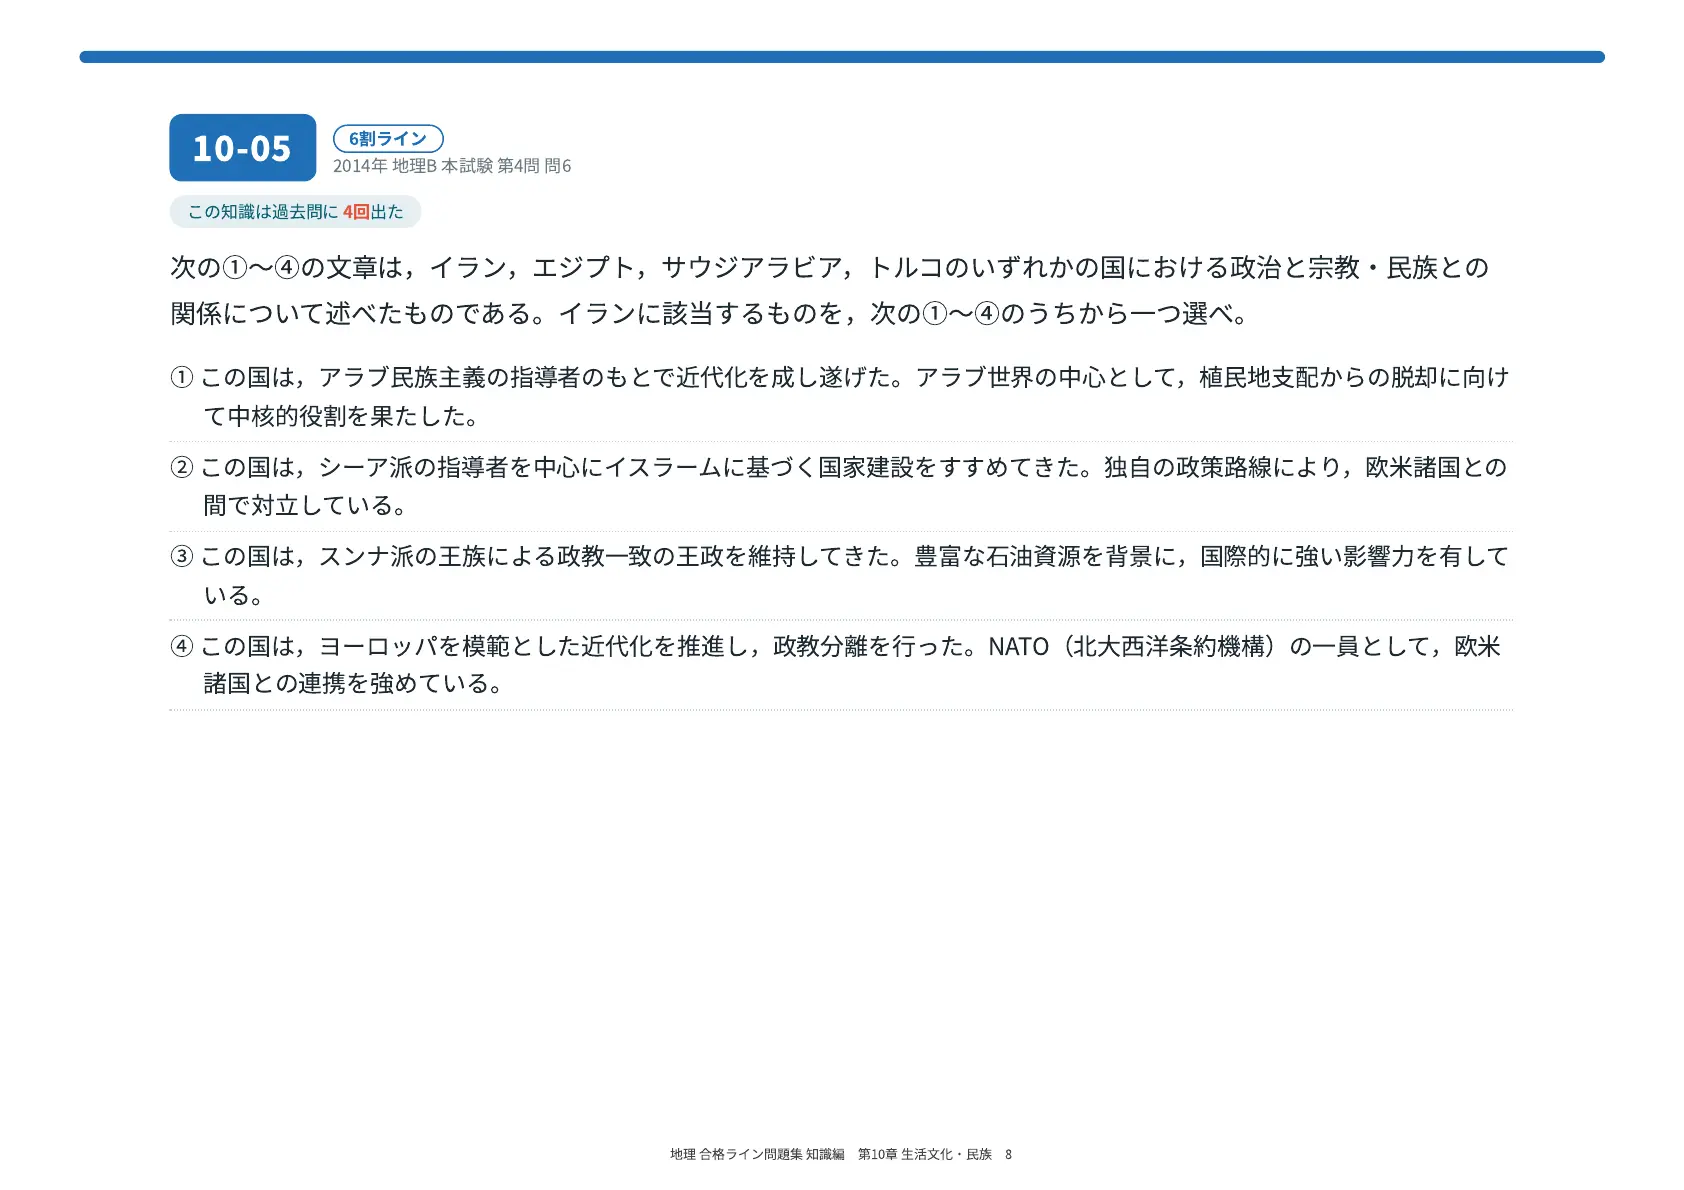 10-05
6割ライン
2014年 地理B 本試験 第4問 問6
この知識は過去問に 4回出た
次の①～④の文章は，イラン，エジプト，サウジアラビア，トルコのいずれかの国における政治と宗教・民族との
関係について述べたものである。イランに該当するものを，次の①～④のうちから一つ選べ。
① この国は，アラブ民族主義の指導者のもとで近代化を成し遂げた。アラブ世界の中心として，植民地支配からの脱却に向け
て中核的役割を果たした。
② この国は，シーア派の指導者を中心にイスラームに基づく国家建設をすすめてきた。独自の政策路線により，欧米諸国との
間で対立している。
③ この国は，スンナ派の王族による政教一致の王政を維持してきた。豊富な石油資源を背景に，国際的に強い影響力を有して
いる。
④ この国は，ヨーロッパを模範とした近代化を推進し，政教分離を行った。NATO（北大西洋条約機構）の一員として，欧米
諸国との連携を強めている。
地理 合格ライン問題集 知識編　第10章 生活文化・民族　8